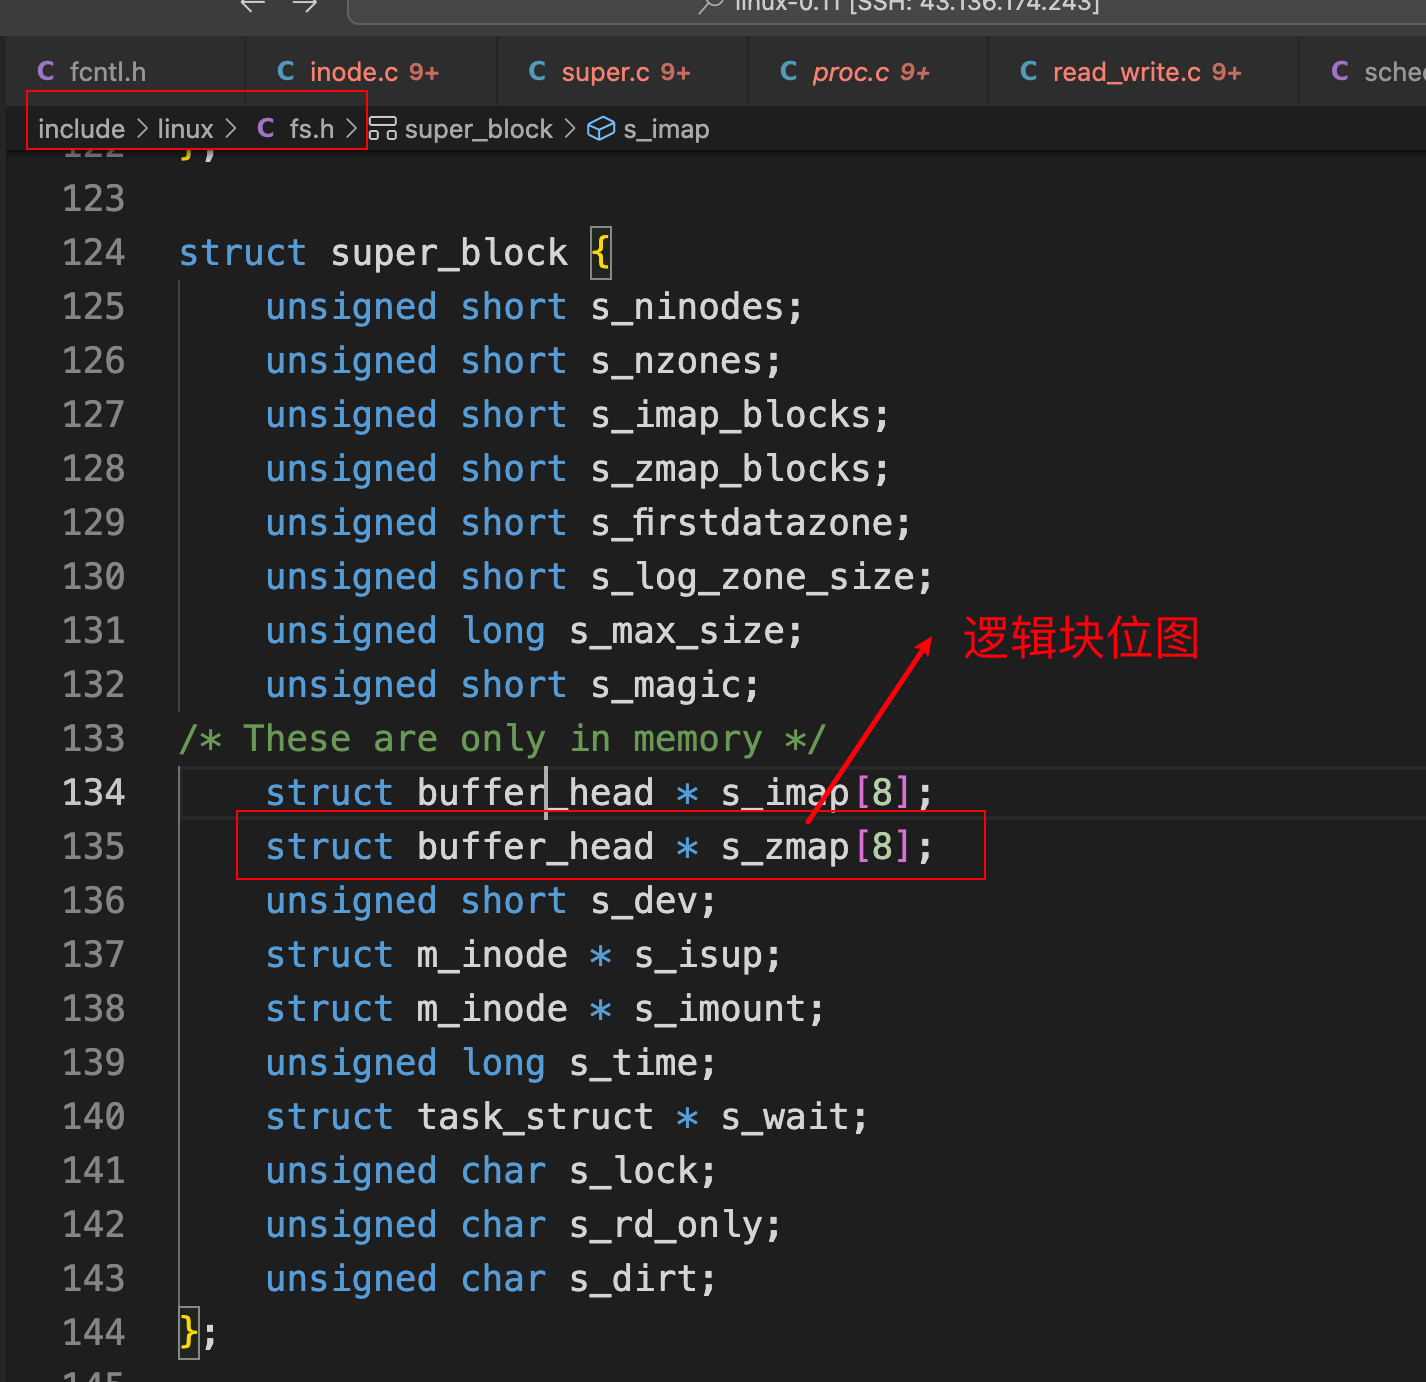 linux-0.11 [SSH: 43.136.174.243]
fcntl.h
inode.c 9+
super.c 9+
proc.c 9+
read_write.c 9+
include > linux > C fs.h > super_block > s_imap
122 };
123
124 struct super_block {
125 unsigned short s_ninodes;
126 unsigned short s_nzones;
127 unsigned short s_imap_blocks;
128 unsigned short s_zmap_blocks;
129 unsigned short s_firstdatazone;
130 unsigned short s_log_zone_size;
131 unsigned long s_max_size;
逻辑块位图
132 unsigned short s_magic;
133 /* These are only in memory */
134 struct buffer_head * s_imap[8];
135 struct buffer_head * s_zmap[8];
136 unsigned short s_dev;
137 struct m_inode * s_isup;
138 struct m_inode * s_imount;
139 unsigned long s_time;
140 struct task_struct * s_wait;
141 unsigned char s_lock;
142 unsigned char s_rd_only;
143 unsigned char s_dirt;
144 };
145